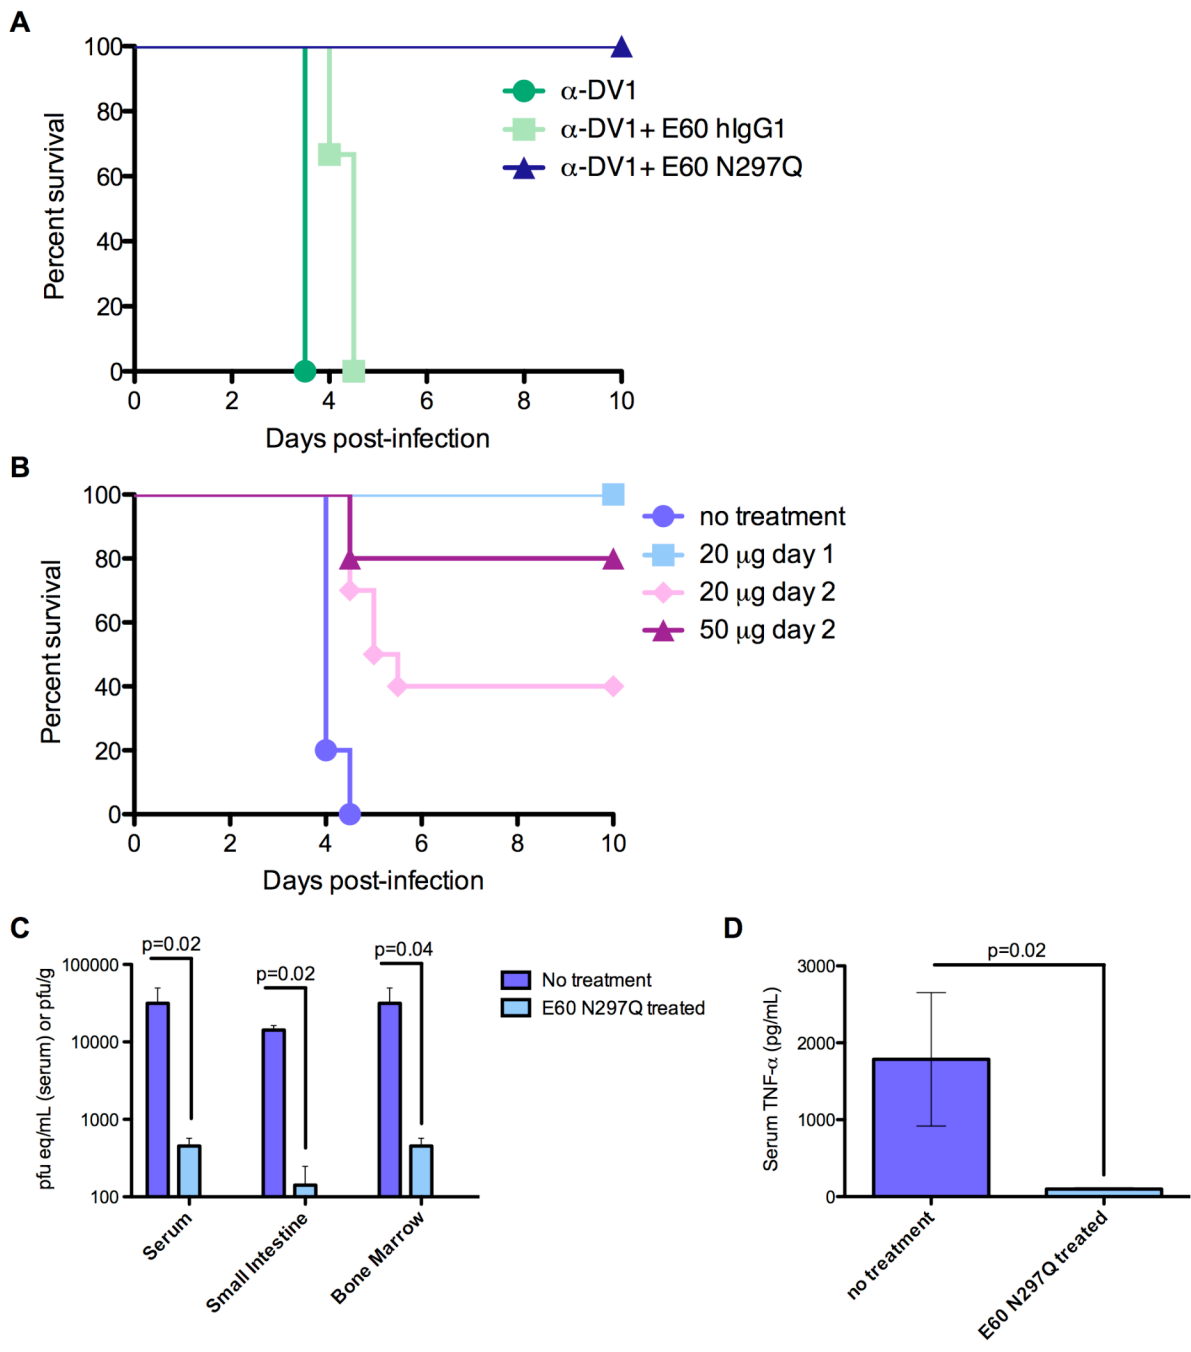 A
100
80
60
40
20
0
Percent survival
0 2 4 6 8 10
Days post-infection
α-DV1
α-DV1+ E60 hIgG1
α-DV1+ E60 N297Q
B
100
80
60
40
20
0
Percent survival
0 2 4 6 8 10
Days post-infection
no treatment
20 μg day 1
20 μg day 2
50 μg day 2
C
pfu eq/mL (serum) or pfu/g
100000
10000
1000
100
p=0.02
p=0.02
p=0.04
No treatment
E60 N297Q treated
Serum
Small Intestine
Bone Marrow
D
Serum TNF-α (pg/mL)
3000
2000
1000
0
p=0.02
no treatment
E60 N297Q treated